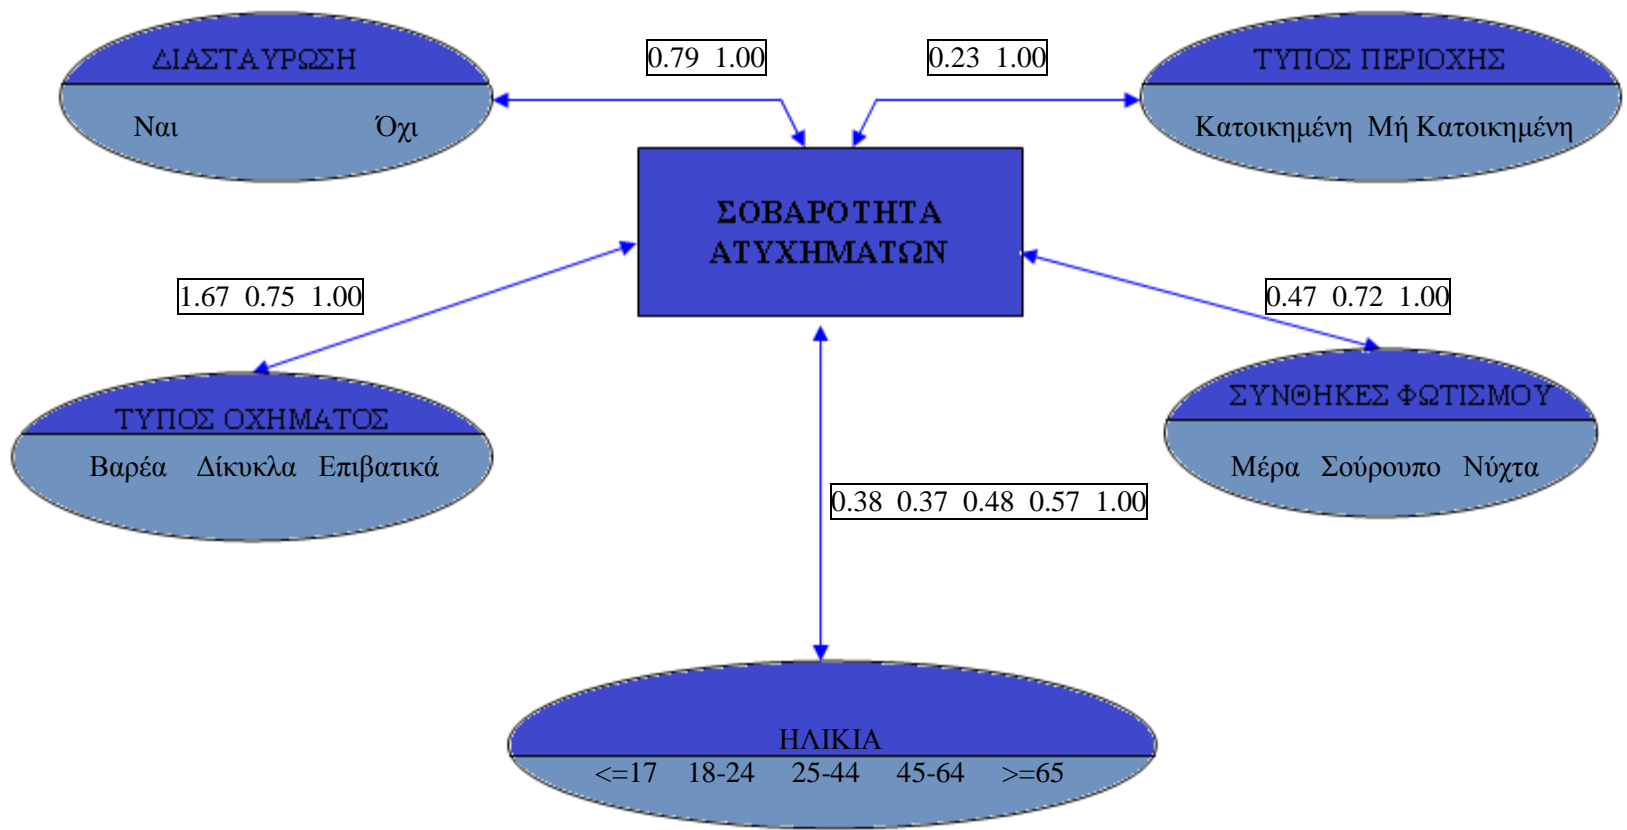 ΔΙΑΣΤΑΥΡΩΣΗ
Ναι Όχι
0.79 1.00
0.23 1.00
ΤΥΠΟΣ ΠΕΡΙΟΧΗΣ
Κατοικημένη Μή Κατοικημένη
ΣΟΒΑΡΟΤΗΤΑ
ΑΤΥΧΗΜΑΤΩΝ
1.67 0.75 1.00
0.47 0.72 1.00
ΤΥΠΟΣ ΟΧΗΜΑΤΟΣ
Βαρέα Δίκυκλα Επιβατικά
ΣΥΝΘΗΚΕΣ ΦΩΤΙΣΜΟΥ
Μέρα Σούρουπο Νύχτα
0.38 0.37 0.48 0.57 1.00
ΗΛΙΚΙΑ
<=17 18-24 25-44 45-64 >=65